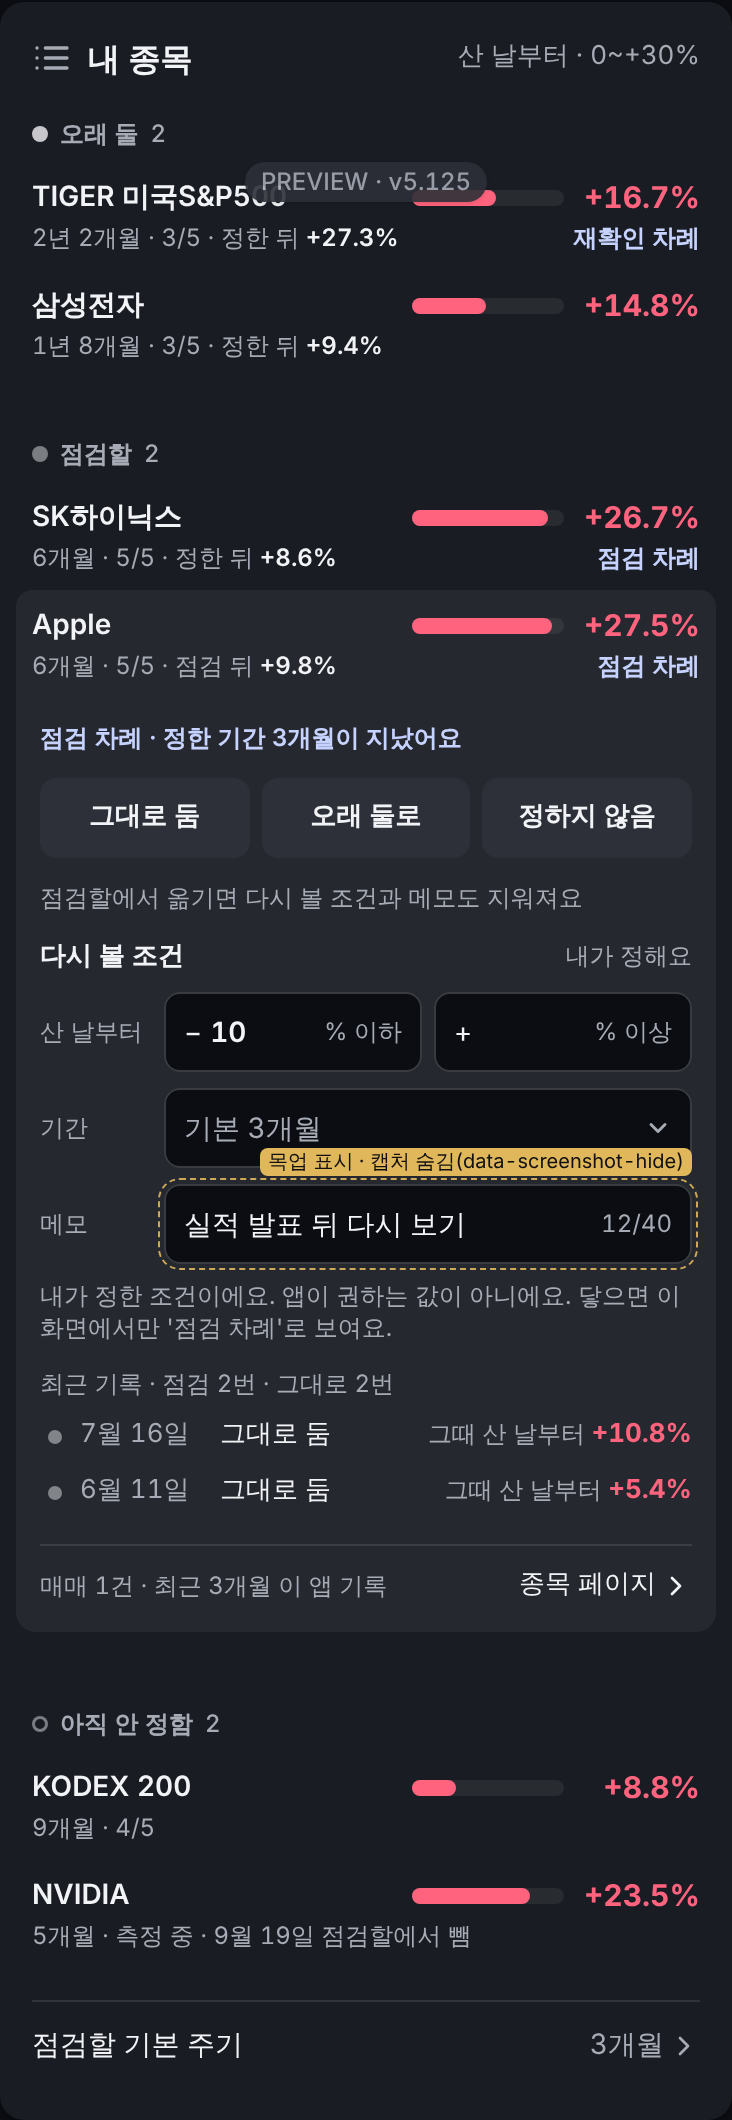 내 종목
산 날부터 · 0~+30%
오래 둘 2
PREVIEW · v5.125
TIGER 미국S&P500
+16.7%
2년 2개월 · 3/5 · 정한 뒤 +27.3%
재확인 차례
삼성전자
+14.8%
1년 8개월 · 3/5 · 정한 뒤 +9.4%
점검할 2
SK하이닉스
+26.7%
6개월 · 5/5 · 정한 뒤 +8.6%
점검 차례
Apple
+27.5%
6개월 · 5/5 · 점검 뒤 +9.8%
점검 차례
점검 차례 · 정한 기간 3개월이 지났어요
그대로 둠
오래 둘로
정하지 않음
점검할에서 옮기면 다시 볼 조건과 메모도 지워져요
다시 볼 조건
내가 정해요
산 날부터
– 10
% 이하
+
% 이상
기간
기본 3개월
목업 표시 · 캡처 숨김(data-screenshot-hide)
메모
실적 발표 뒤 다시 보기
12/40
내가 정한 조건이에요. 앱이 권하는 값이 아니에요. 닿으면 이
화면에서만 '점검 차례'로 보여요.
최근 기록 · 점검 2번 · 그대로 2번
7월 16일
그대로 둠
그때 산 날부터 +10.8%
6월 11일
그대로 둠
그때 산 날부터 +5.4%
매매 1건 · 최근 3개월 이 앱 기록
종목 페이지
아직 안 정함 2
KODEX 200
+8.8%
9개월 · 4/5
NVIDIA
+23.5%
5개월 · 측정 중 · 9월 19일 점검할에서 뺌
점검할 기본 주기
3개월